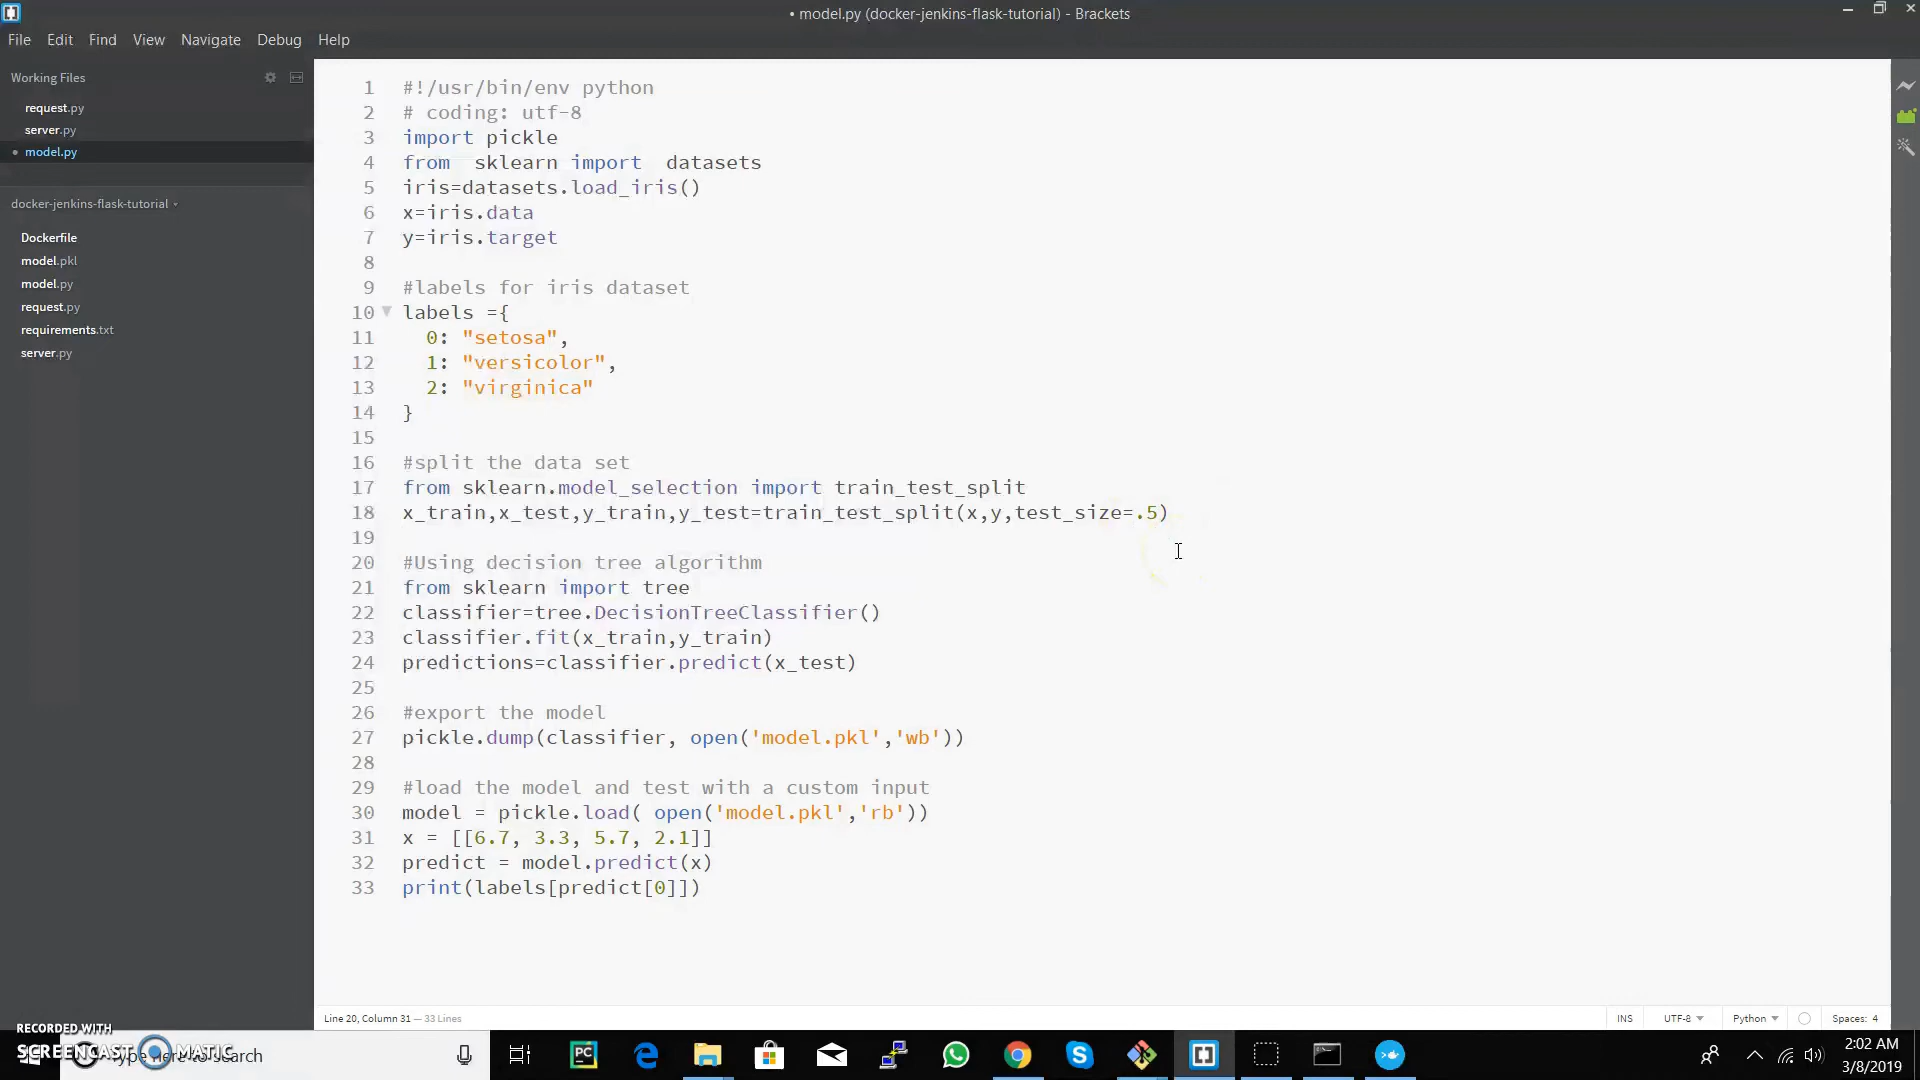 • model.py (docker-jenkins-flask-tutorial) - Brackets
File Edit Find View Navigate Debug Help
Working Files
request.py
server.py
• model.py
docker-jenkins-flask-tutorial
Dockerfile
model.pkl
model.py
request.py
requirements.txt
server.py
1 #!/usr/bin/env python
2 # coding: utf-8
3 import pickle
4 from  sklearn import  datasets
5 iris=datasets.load_iris()
6 x=iris.data
7 y=iris.target
8
9 #labels for iris dataset
10 labels ={
11   0: "setosa",
12   1: "versicolor",
13   2: "virginica"
14 }
15
16 #split the data set
17 from sklearn.model_selection import train_test_split
18 x_train,x_test,y_train,y_test=train_test_split(x,y,test_size=.5)
19
20 #Using decision tree algorithm
21 from sklearn import tree
22 classifier=tree.DecisionTreeClassifier()
23 classifier.fit(x_train,y_train)
24 predictions=classifier.predict(x_test)
25
26 #export the model
27 pickle.dump(classifier, open('model.pkl','wb'))
28
29 #load the model and test with a custom input
30 model = pickle.load( open('model.pkl','rb'))
31 x = [[6.7, 3.3, 5.7, 2.1]]
32 predict = model.predict(x)
33 print(labels[predict[0]])
Line 20, Column 31 — 33 Lines
INS UTF-8 Python Spaces: 4
RECORDED WITH
SCREENCAST MATIC
Type here to search
PC
2:02 AM
3/8/2019